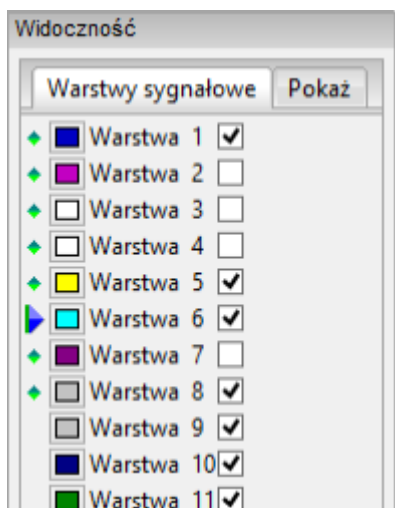 Widoczność
Warstwy sygnałowe Pokaż
Warstwa 1
Warstwa 2
Warstwa 3
Warstwa 4
Warstwa 5
Warstwa 6
Warstwa 7
Warstwa 8
Warstwa 9
Warstwa 10
Warstwa 11